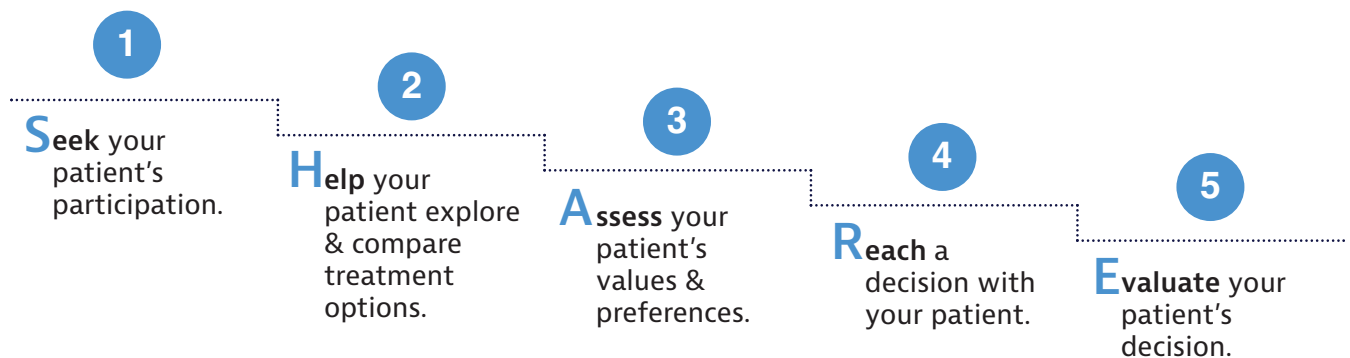 1
Seek your
patient's
participation.
2
Help your
patient explore
& compare
treatment
options.
3
Assess your
patient's
values &
preferences.
4
Reach a
decision with
your patient.
5
Evaluate your
patient's
decision.